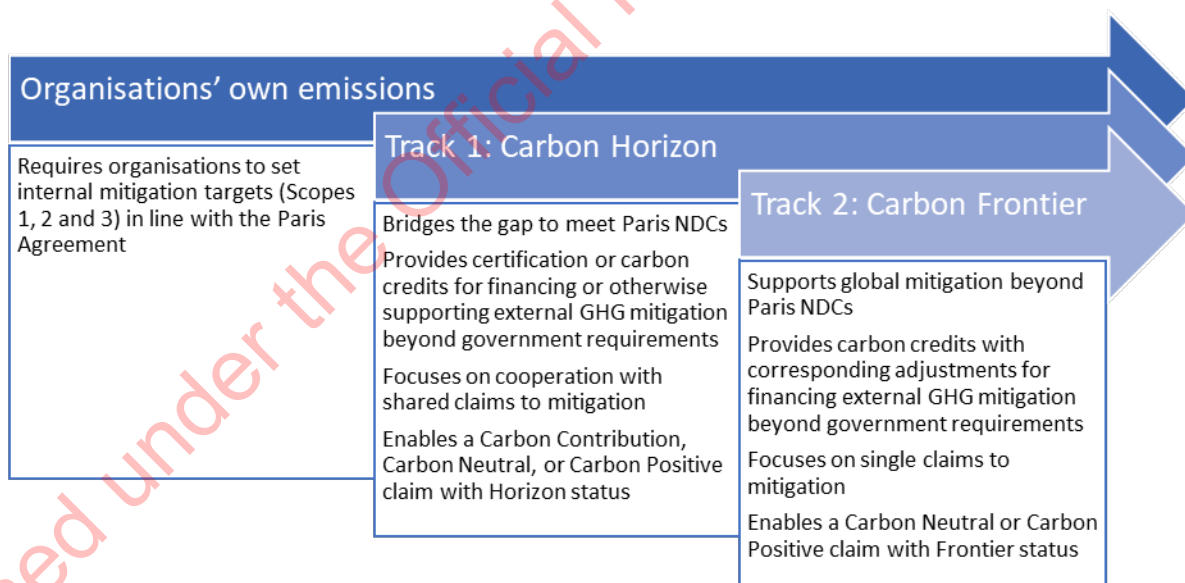 Organisations' own emissions
Requires organisations to set
internal mitigation targets (Scopes
1, 2 and 3) in line with the Paris
Agreement
Track 1: Carbon Horizon
Bridges the gap to meet Paris NDCs
Provides certification or carbon
credits for financing or otherwise
supporting external GHG mitigation
beyond government requirements
Focuses on cooperation with
shared claims to mitigation
Enables a Carbon Contribution,
Carbon Neutral, or Carbon Positive
claim with Horizon status
Track 2: Carbon Frontier
Supports global mitigation beyond
Paris NDCs
Provides carbon credits with
corresponding adjustments for
financing external GHG mitigation
beyond government requirements
Focuses on single claims to
mitigation
Enables a Carbon Neutral or Carbon
Positive claim with Frontier status
under the Official